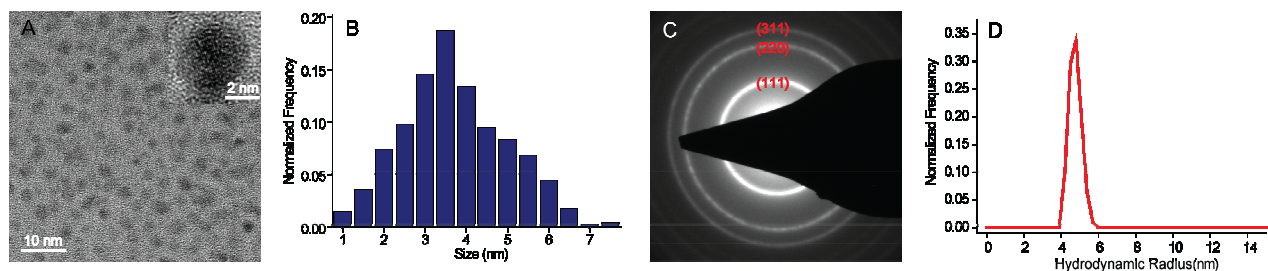 A
2 nm
10 nm
B
Normalized Frequency
0.20
0.15
0.10
0.05
0.00
1 2 3 4 5 6 7
Size (nm)
C
(311)
(220)
(111)
D
Normalized Frequency
0.35
0.30
0.25
0.20
0.15
0.10
0.05
0.00
0 2 4 6 8 10 12 14
Hydrodynamic Radius(nm)